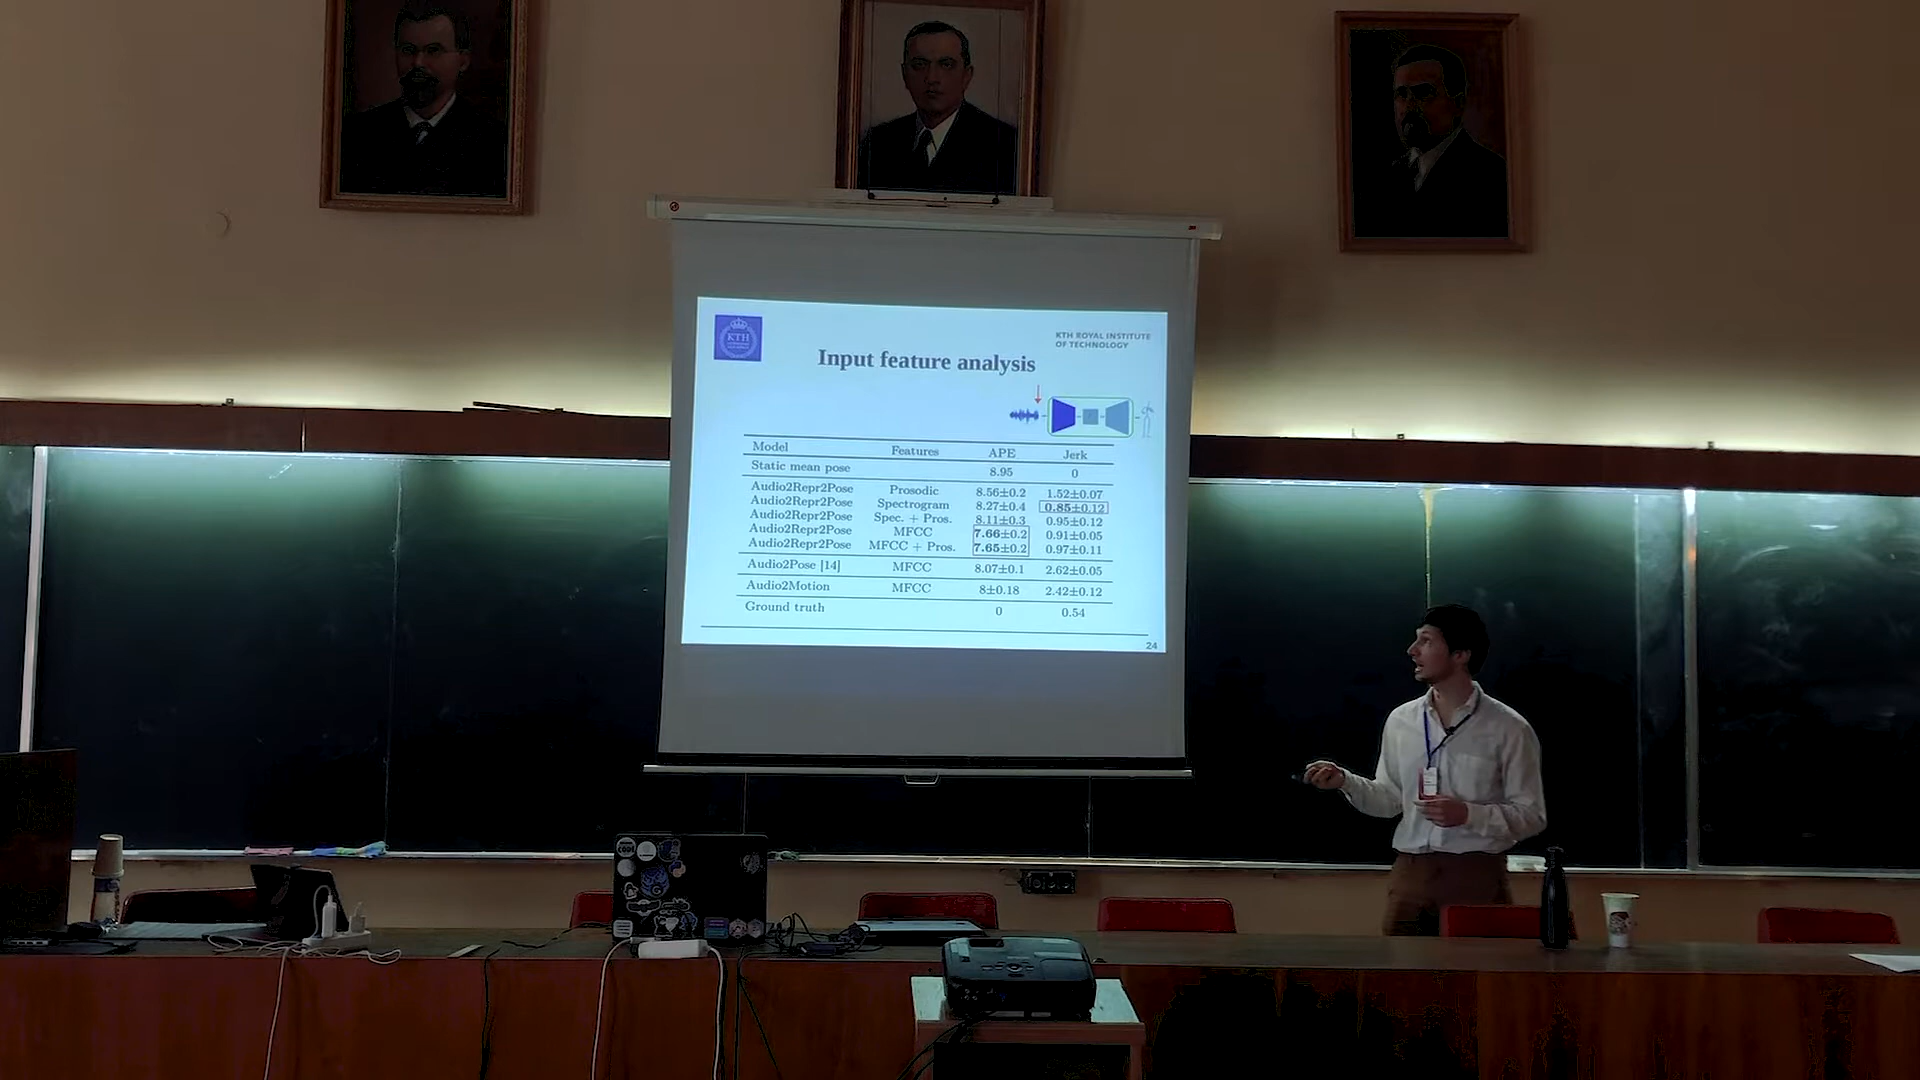 KTH
KTH ROYAL INSTITUTE
OF TECHNOLOGY
Input feature analysis
Model Features APE Jerk
Static mean pose 8.95 0
Audio2Repr2Pose Prosodic 8.56±0.2 1.52±0.07
Audio2Repr2Pose Spectrogram 8.27±0.4 0.85±0.12
Audio2Repr2Pose Spec. + Pros. 8.11±0.3 0.95±0.12
Audio2Repr2Pose MFCC 7.66±0.2 0.91±0.05
Audio2Repr2Pose MFCC + Pros. 7.65±0.2 0.97±0.11
Audio2Pose [14] MFCC 8.07±0.1 2.62±0.05
Audio2Motion MFCC 8±0.18 2.42±0.12
Ground truth 0 0.54
24